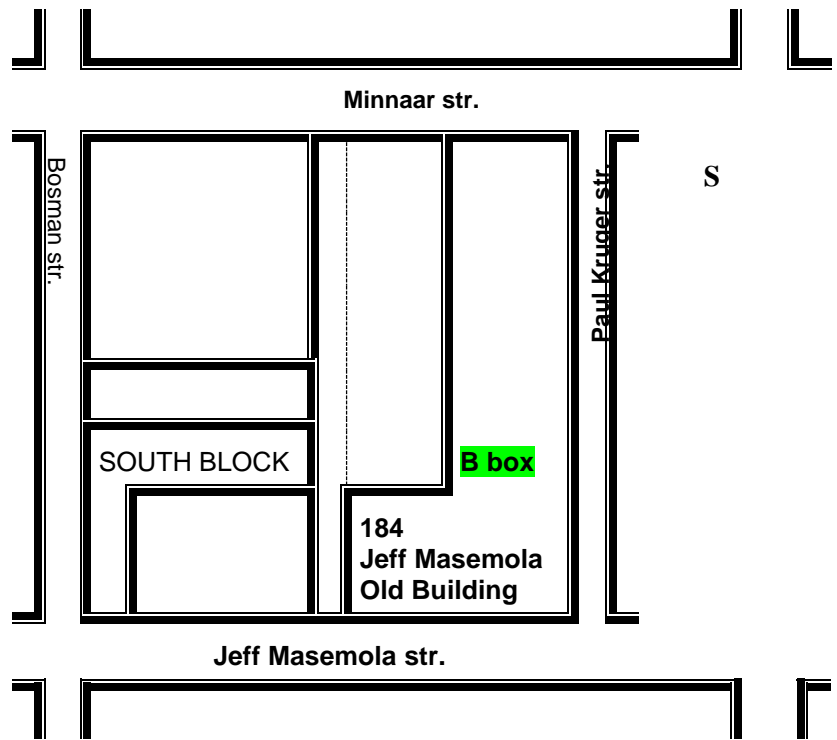 Minnaar str.
Bosman str.
Paul Kruger str.
S
SOUTH BLOCK
B box
184
Jeff Masemola
Old Building
Jeff Masemola str.